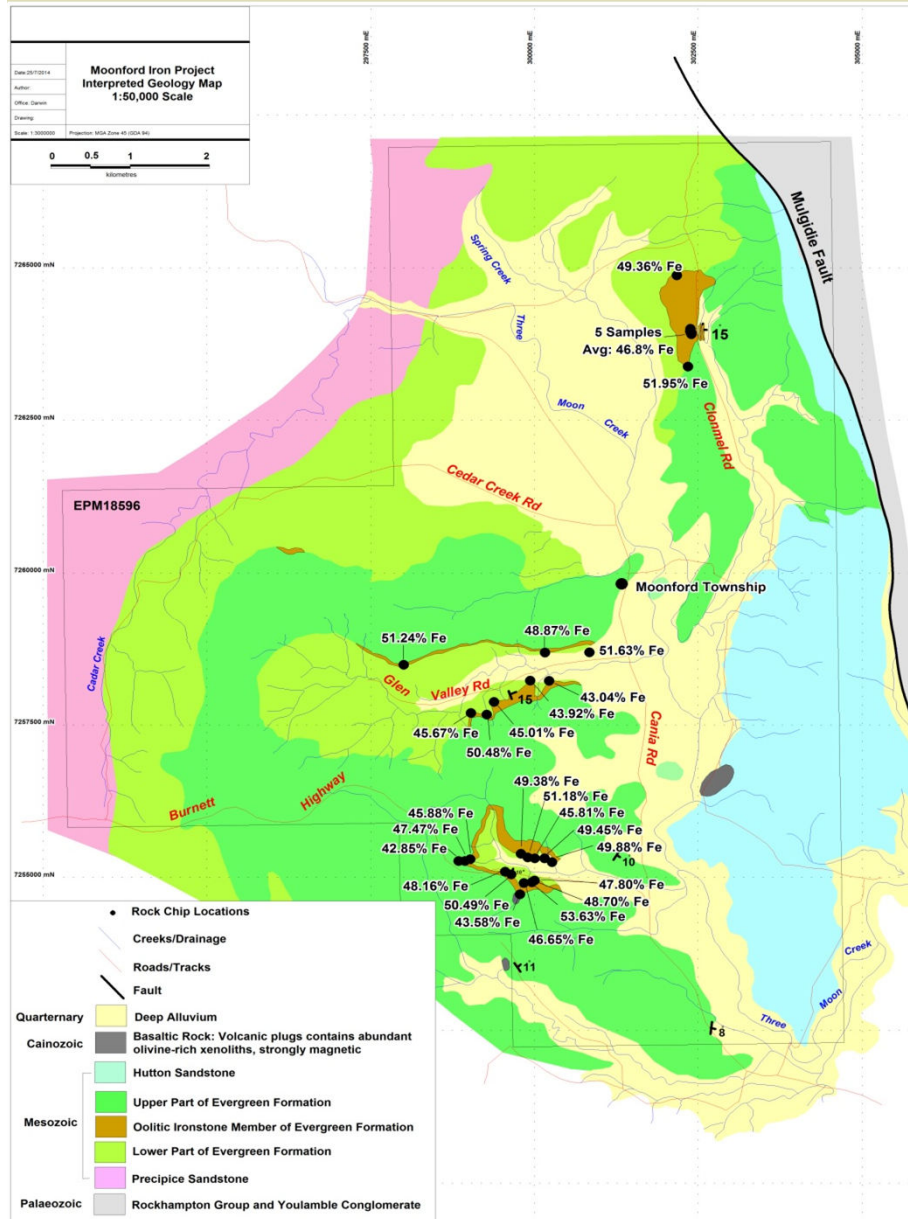 Moonford Iron Project
Interpreted Geology Map
1:50,000 Scale
Date:25/7/2014
Author:
Office: Darwin
Drawing:
Scale: 1:3000000
Projection: MGA Zone 45 (GDA 94)
0 0.5 1 2
kilometres
297500 mE
300000 mE
302500 mE
305000 mE
Mulgidie Fault
7265000 mN
Spring Creek
Three
Moon
Creek
49.36% Fe
5 Samples
Avg: 46.8% Fe
15
51.95% Fe
7262500 mN
Clonmel Rd
Cedar Creek Rd
EPM18596
7260000 mN
Moonford Township
Cadar Creek
51.24% Fe
48.87% Fe
51.63% Fe
Glen
Valley Rd
15
43.04% Fe
43.92% Fe
45.01% Fe
45.67% Fe
50.48% Fe
7257500 mN
Cania Rd
Burnett
Highway
49.38% Fe
51.18% Fe
45.88% Fe
45.81% Fe
47.47% Fe
49.45% Fe
42.85% Fe
49.88% Fe
10
7255000 mN
48.16% Fe
47.80% Fe
50.49% Fe
48.70% Fe
43.58% Fe
53.63% Fe
46.65% Fe
11
Three
Moon
Creek
8
Rock Chip Locations
Creeks/Drainage
Roads/Tracks
Fault
Quarternary
Deep Alluvium
Cainozoic
Basaltic Rock: Volcanic plugs contains abundant
olivine-rich xenoliths, strongly magnetic
Hutton Sandstone
Upper Part of Evergreen Formation
Mesozoic
Oolitic Ironstone Member of Evergreen Formation
Lower Part of Evergreen Formation
Precipice Sandstone
Palaeozoic
Rockhampton Group and Youlambe Conglomerate